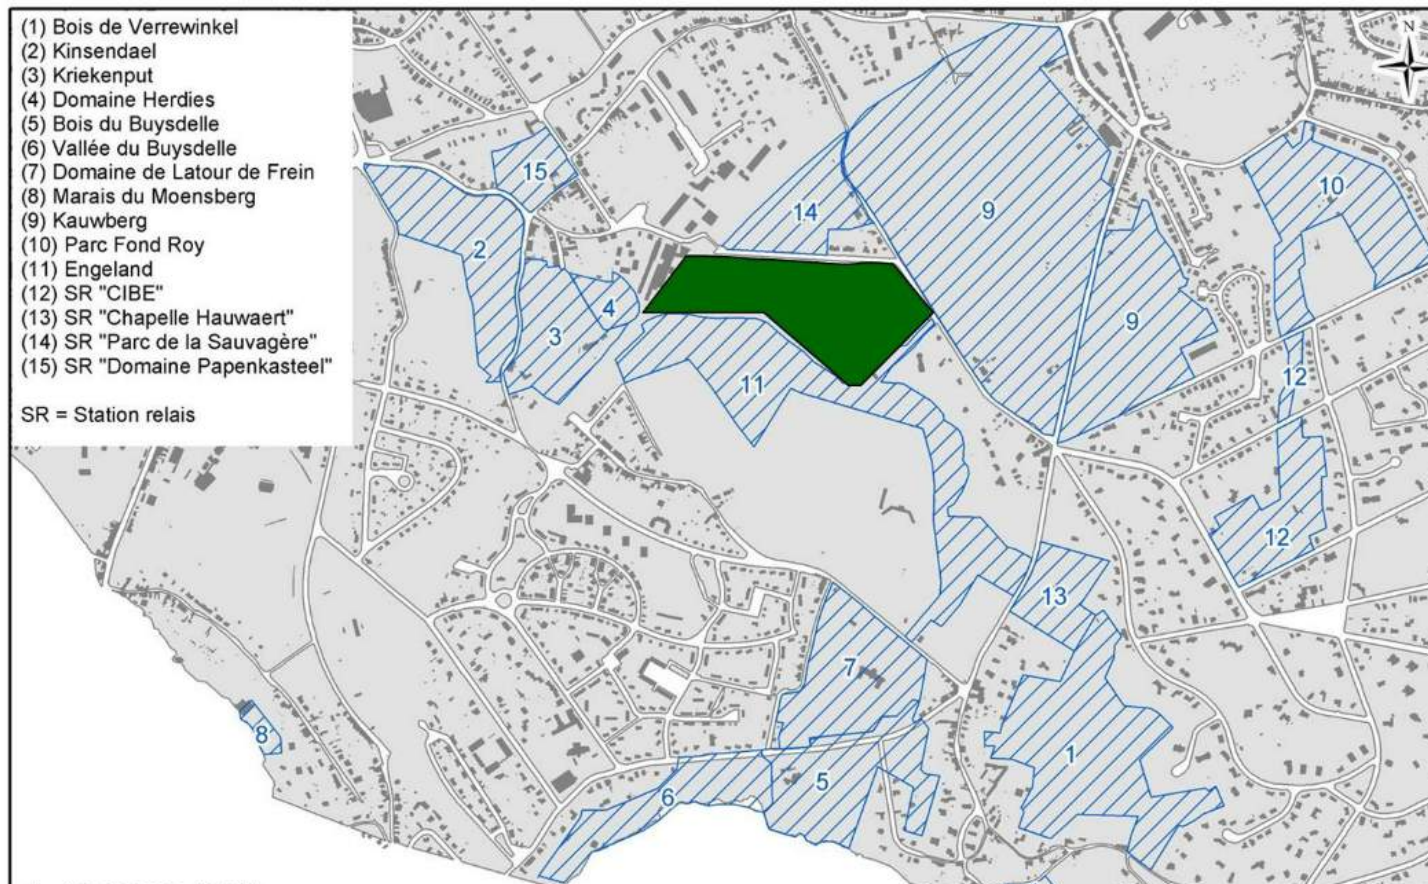 (1) Bois de Verrewinkel
(2) Kinsendael
(3) Kriekenput
(4) Domaine Herdies
(5) Bois du Buysdelle
(6) Vallée du Buysdelle
(7) Domaine de Latour de Frein
(8) Marais du Moensberg
(9) Kauwberg
(10) Parc Fond Roy
(11) Engeland
(12) SR "CIBE"
(13) SR "Chapelle Hauwaert"
(14) SR "Parc de la Sauvagère"
(15) SR "Domaine Papenkasteel"
SR = Station relais
N
15
14
9
10
2
4
3
9
11
12
12
13
7
8
1
5
6